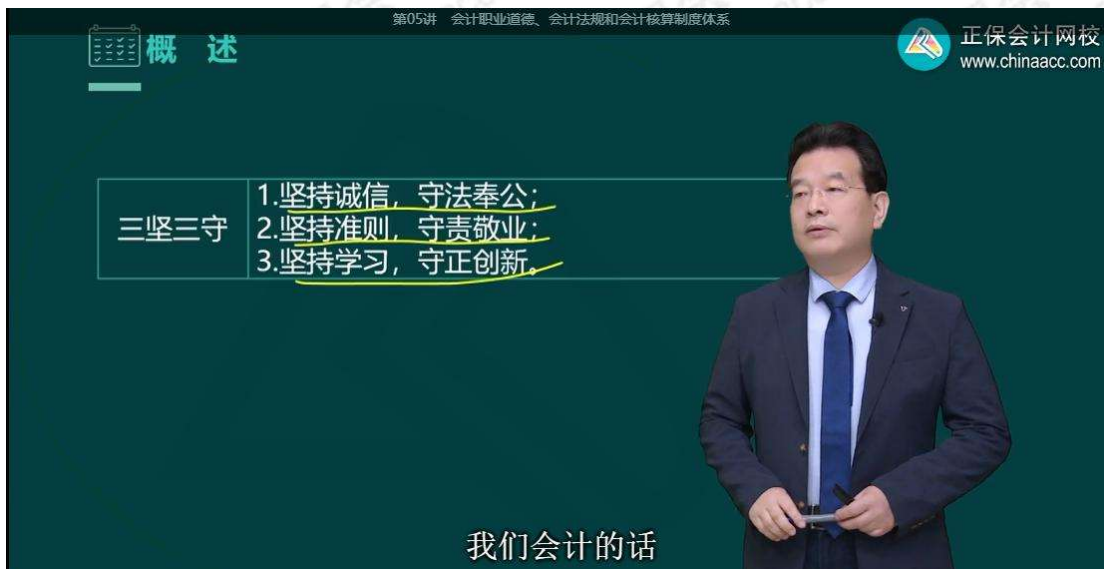 第05讲 会计职业道德、会计法规和会计核算制度体系
概 述
正保会计网校
www.chinaacc.com
三坚三守
1.坚持诚信，守法奉公；
2.坚持准则，守责敬业；
3.坚持学习，守正创新。
我们会计的话